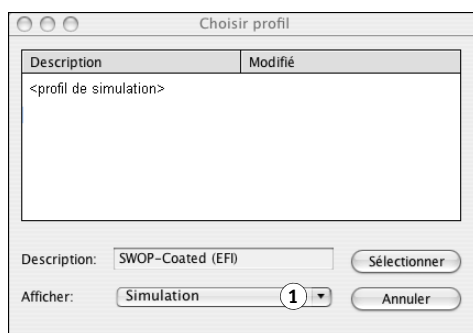 Choisir profil
Description Modifié
<profil de simulation>
Description: SWOP-Coated (EFI) Sélectionner
Afficher: Simulation 1 Annuler